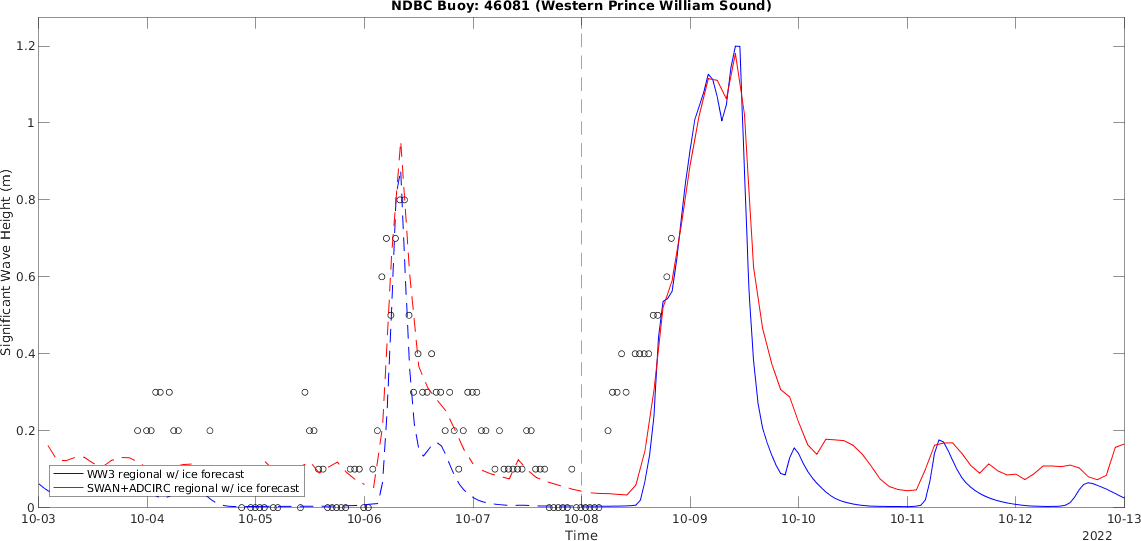 NDBC Buoy: 46081 (Western Prince William Sound)
1.2
1
0.8
0.6
0.4
0.2
0
Significant Wave Height (m)
WW3 regional w/ ice forecast
SWAN+ADCIRC regional w/ ice forecast
10-03 10-04 10-05 10-06 10-07 10-08 10-09 10-10 10-11 10-12 10-13
Time
2022